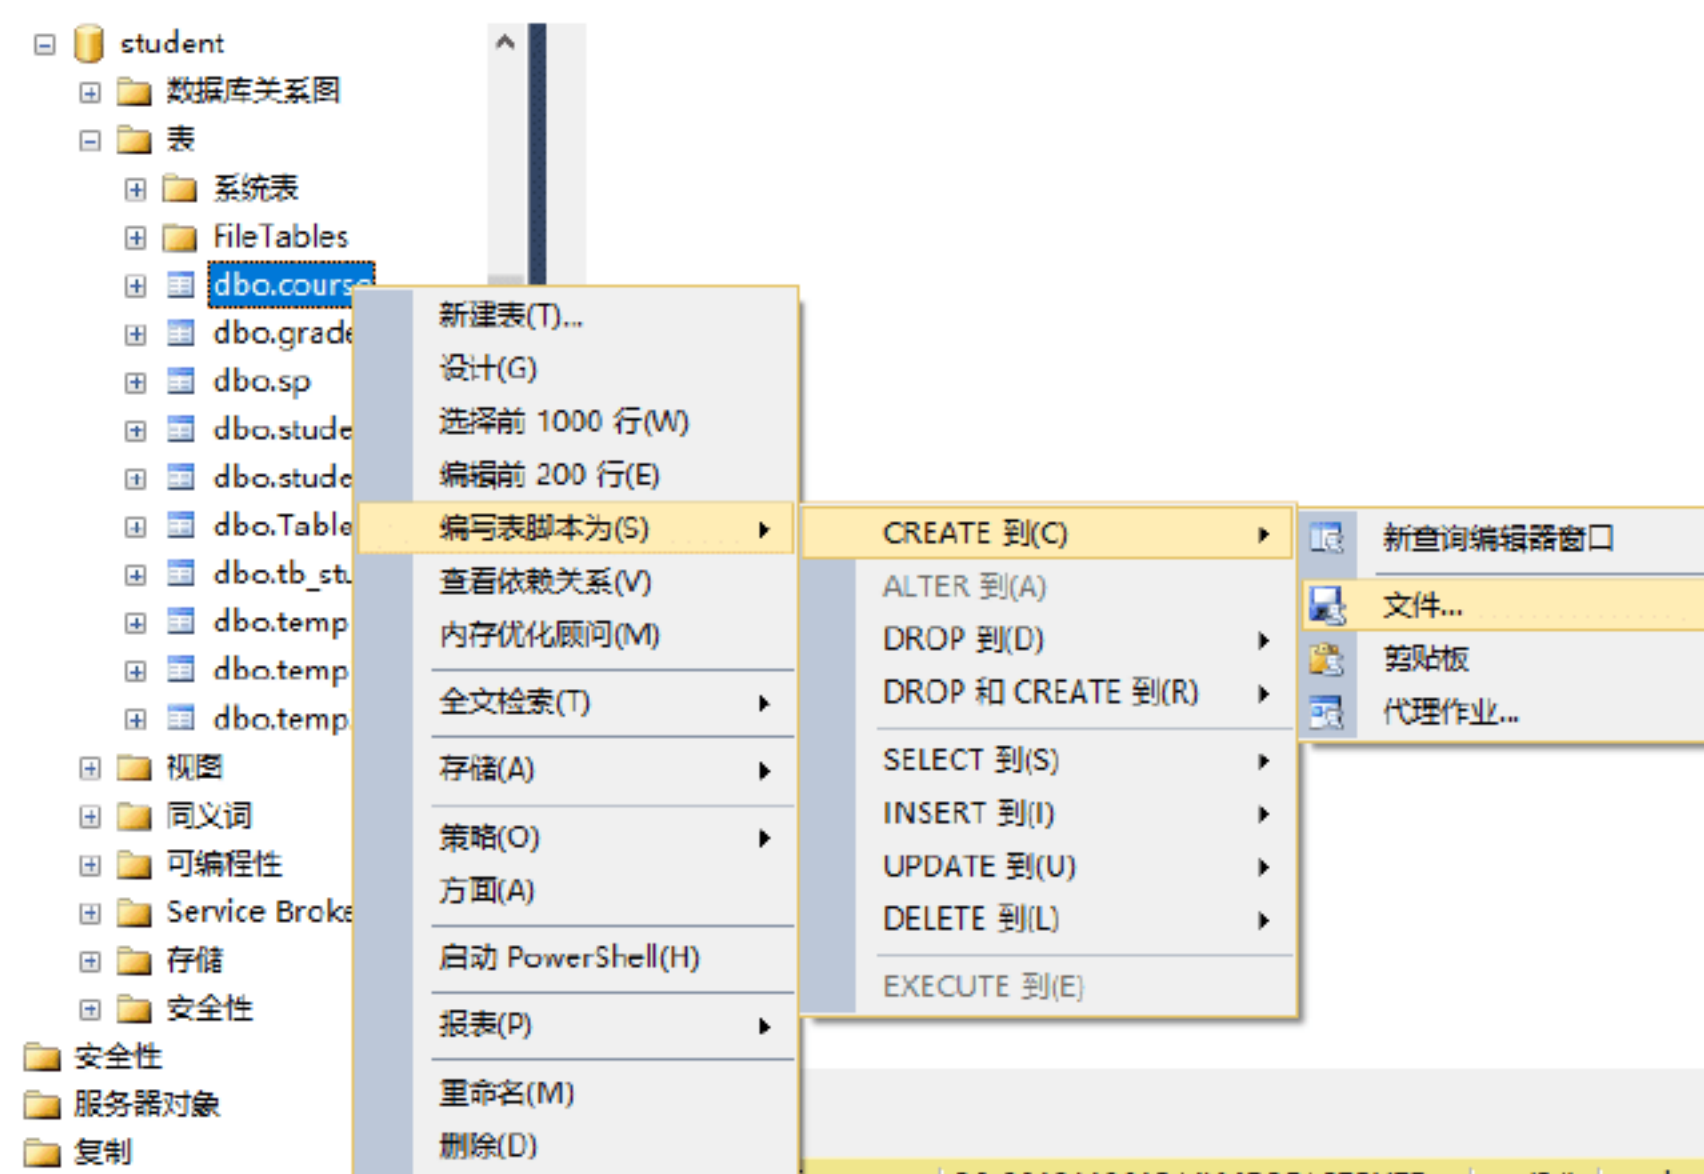 student
数据库关系图
表
系统表
FileTables
dbo.course
dbo.grade
dbo.sp
dbo.stude
dbo.stude
dbo.Table
dbo.tb_stu
dbo.temp
dbo.temp
dbo.temp
视图
同义词
可编程性
Service Broke
存储
安全性
安全性
服务器对象
复制
新建表(T)...
设计(G)
选择前 1000 行(W)
编辑前 200 行(E)
编写表脚本为(S)
查看依赖关系(V)
内存优化顾问(M)
全文检索(T)
存储(A)
策略(O)
方面(A)
启动 PowerShell(H)
报表(P)
重命名(M)
删除(D)
CREATE 到(C)
ALTER 到(A)
DROP 到(D)
DROP 和 CREATE 到(R)
SELECT 到(S)
INSERT 到(I)
UPDATE 到(U)
DELETE 到(L)
EXECUTE 到(E)
新查询编辑器窗口
文件...
剪贴板
代理作业...